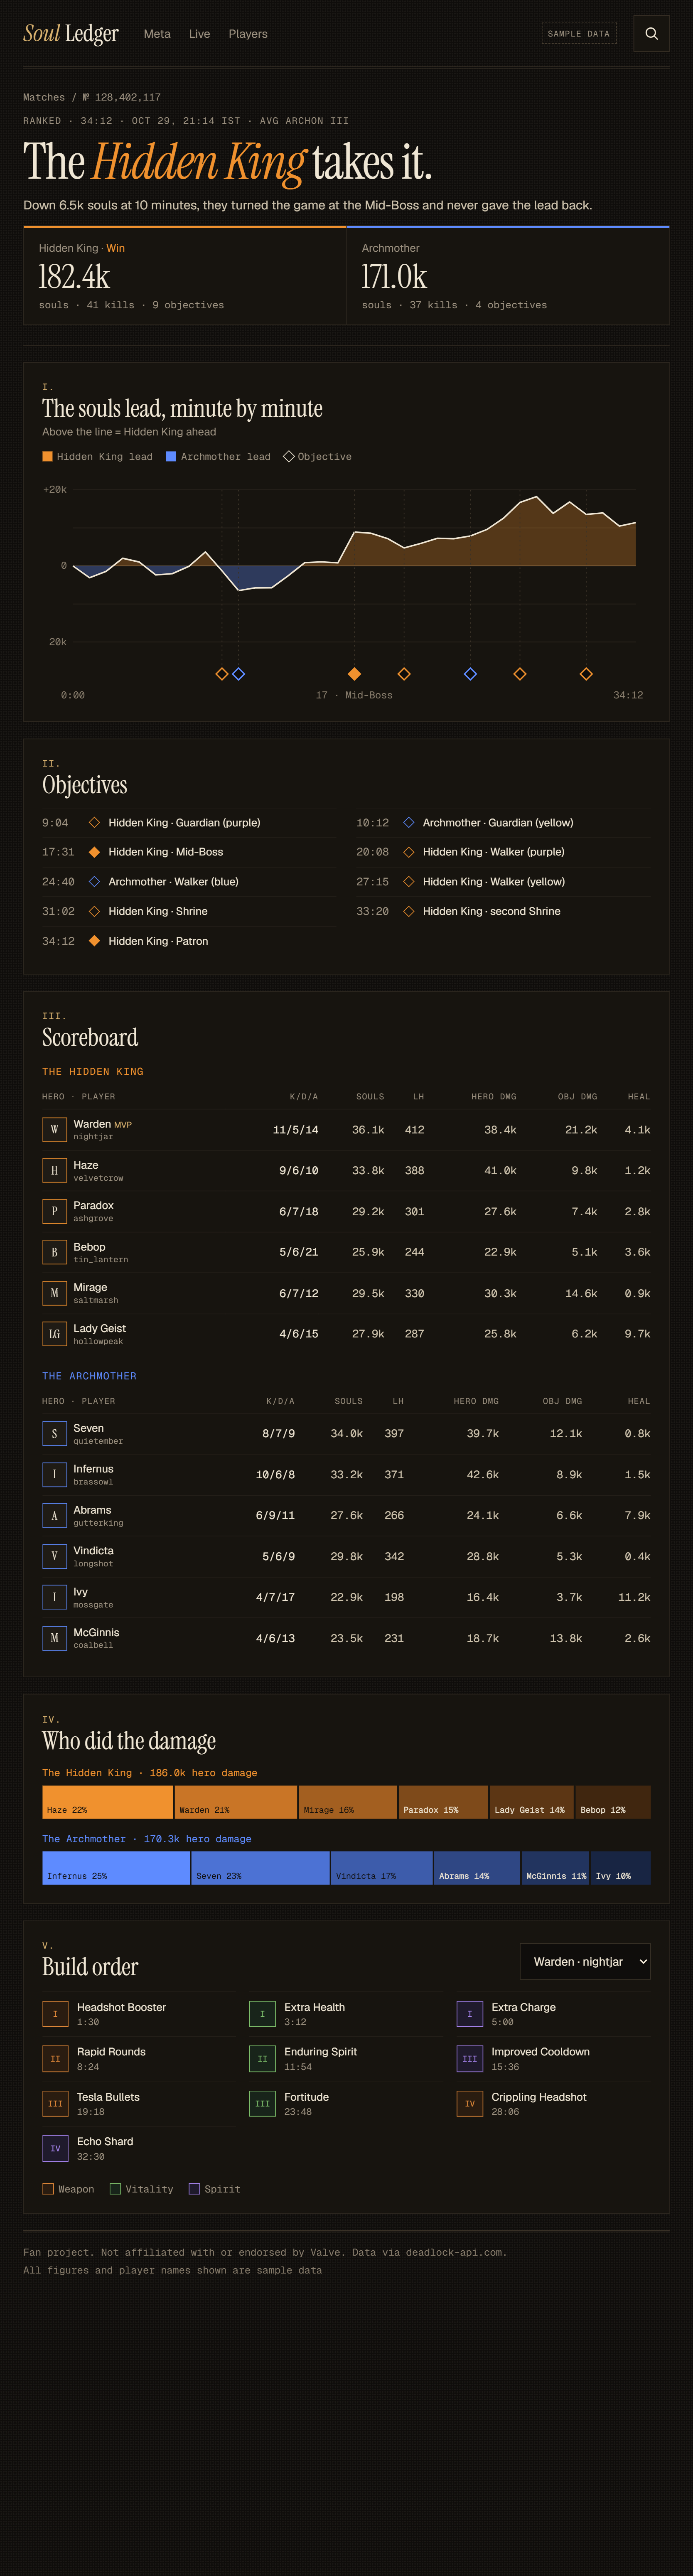 Soul Ledger Meta Live Players SAMPLE DATA
Matches / № 128,402,117
RANKED · 34:12 · OCT 29, 21:14 IST · AVG ARCHON III
The Hidden King takes it.
Down 6.5k souls at 10 minutes, they turned the game at the Mid-Boss and never gave the lead back.
Hidden King · Win
182.4k
souls · 41 kills · 9 objectives
Archmother
171.0k
souls · 37 kills · 4 objectives
I.
The souls lead, minute by minute
Above the line = Hidden King ahead
Hidden King lead Archmother lead Objective
+20k
0
20k
0:00 17 · Mid-Boss 34:12
II.
Objectives
9:04 Hidden King · Guardian (purple)
10:12 Archmother · Guardian (yellow)
17:31 Hidden King · Mid-Boss
20:08 Hidden King · Walker (purple)
24:40 Archmother · Walker (blue)
27:15 Hidden King · Walker (yellow)
31:02 Hidden King · Shrine
33:20 Hidden King · second Shrine
34:12 Hidden King · Patron
III.
Scoreboard
THE HIDDEN KING
HERO · PLAYER K/D/A SOULS LH HERO DMG OBJ DMG HEAL
W Warden MVP 11/5/14 36.1k 412 38.4k 21.2k 4.1k
nightjar
H Haze 9/6/10 33.8k 388 41.0k 9.8k 1.2k
velvetcrow
P Paradox 6/7/18 29.2k 301 27.6k 7.4k 2.8k
ashgrove
B Bebop 5/6/21 25.9k 244 22.9k 5.1k 3.6k
tin_lantern
M Mirage 6/7/12 29.5k 330 30.3k 14.6k 0.9k
saltmarsh
LG Lady Geist 4/6/15 27.9k 287 25.8k 6.2k 9.7k
hollowpeak
THE ARCHMOTHER
HERO · PLAYER K/D/A SOULS LH HERO DMG OBJ DMG HEAL
S Seven 8/7/9 34.0k 397 39.7k 12.1k 0.8k
quietember
I Infernus 10/6/8 33.2k 371 42.6k 8.9k 1.5k
brassowl
A Abrams 6/9/11 27.6k 266 24.1k 6.6k 7.9k
gutterking
V Vindicta 5/6/9 29.8k 342 28.8k 5.3k 0.4k
longshot
I Ivy 4/7/17 22.9k 198 16.4k 3.7k 11.2k
mossgate
M McGinnis 4/6/13 23.5k 231 18.7k 13.8k 2.6k
coalbell
IV.
Who did the damage
The Hidden King · 186.0k hero damage
Haze 22% Warden 21% Mirage 16% Paradox 15% Lady Geist 14% Bebop 12%
The Archmother · 170.3k hero damage
Infernus 25% Seven 23% Vindicta 17% Abrams 14% McGinnis 11% Ivy 10%
V.
Build order
Warden · nightjar
I Headshot Booster
1:30
I Extra Health
3:12
I Extra Charge
5:00
II Rapid Rounds
8:24
II Enduring Spirit
11:54
III Improved Cooldown
15:36
III Tesla Bullets
19:18
III Fortitude
23:48
IV Crippling Headshot
28:06
IV Echo Shard
32:30
Weapon Vitality Spirit
Fan project. Not affiliated with or endorsed by Valve. Data via deadlock-api.com.
All figures and player names shown are sample data